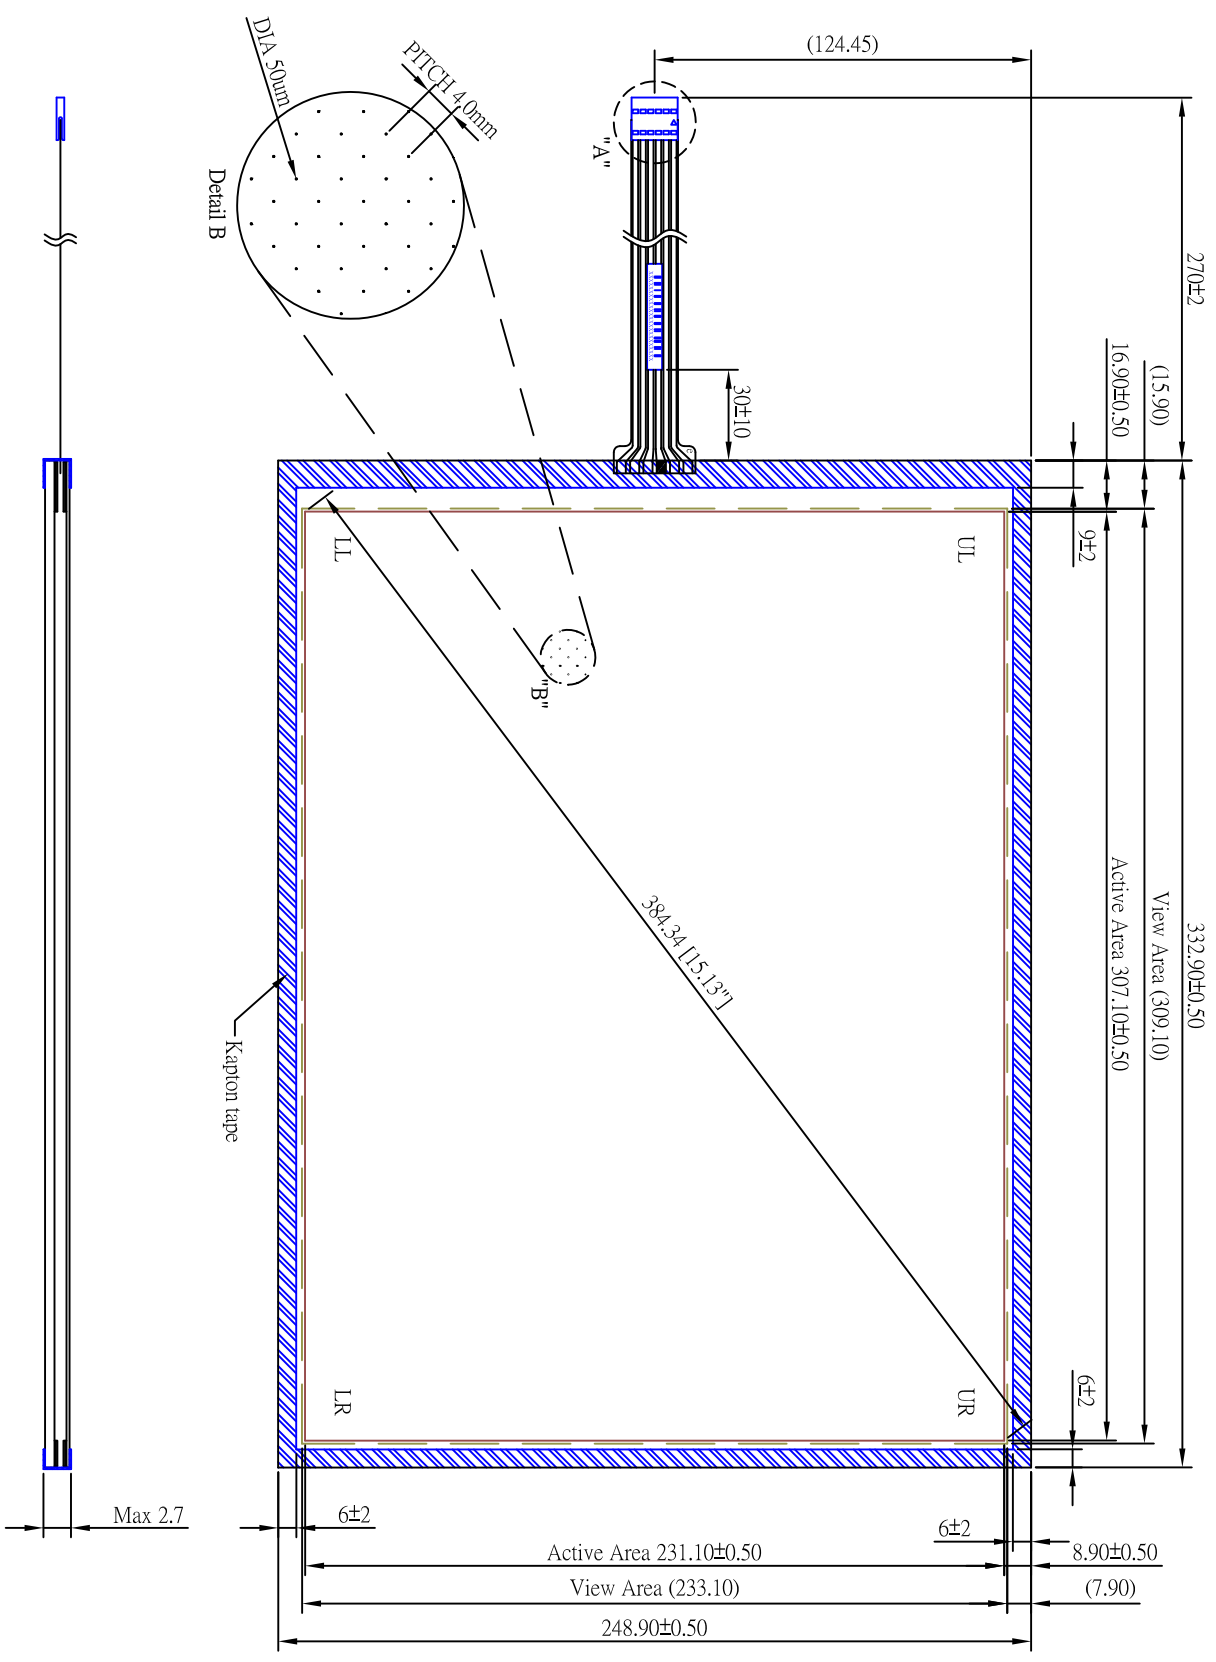 (124.45)
DIA 50um
PITCH 4.0mm
Detail B
"A"
270±2
30±10
(15.90)
16.90±0.50
9±2
LL
UL
"B"
384.34 [15.13"]
332.90±0.50
View Area (309.10)
Active Area 307.10±0.50
Kapton tape
LR
UR
6±2
Max 2.7
6±2
6±2
Active Area 231.10±0.50
8.90±0.50
View Area (233.10)
(7.90)
248.90±0.50